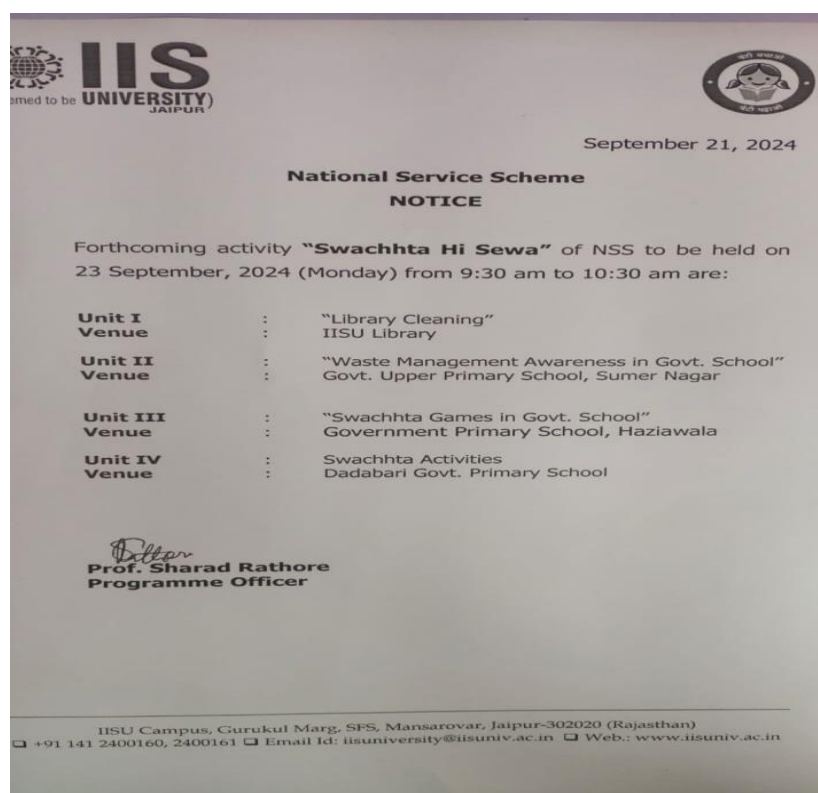 IIS
emed to be UNIVERSITY)
JAIPUR
बेटी बचाओ
बेटी पढ़ाओ
September 21, 2024
National Service Scheme
NOTICE
Forthcoming activity “Swachhta Hi Sewa” of NSS to be held on
23 September, 2024 (Monday) from 9:30 am to 10:30 am are:
Unit I : “Library Cleaning”
Venue : IISU Library
Unit II : “Waste Management Awareness in Govt. School”
Venue : Govt. Upper Primary School, Sumer Nagar
Unit III : “Swachhta Games in Govt. School”
Venue : Government Primary School, Haziawala
Unit IV : Swachhta Activities
Venue : Dadabari Govt. Primary School
Prof. Sharad Rathore
Programme Officer
IISU Campus, Gurukul Marg, SFS, Mansarovar, Jaipur-302020 (Rajasthan)
+91 141 2400160, 2400161 Email Id: iisuniversity@iisuniv.ac.in Web.: www.iisuniv.ac.in